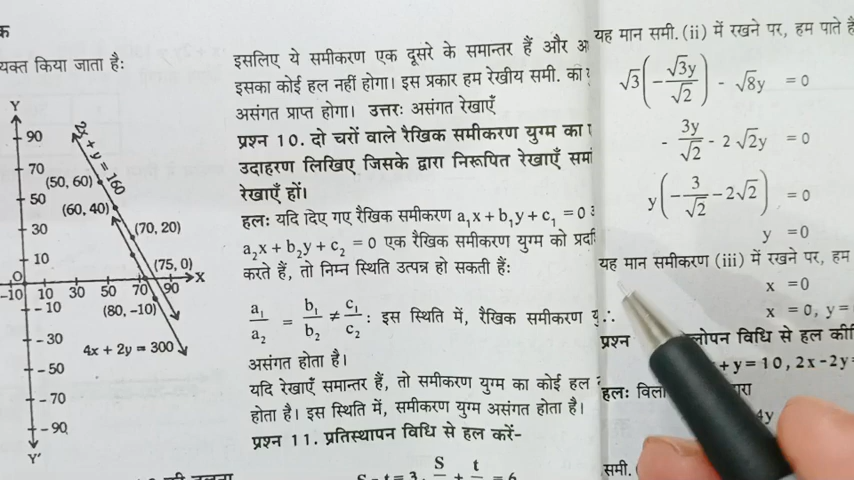 यक्त किया जाता है:
Y
90
70
50
30
10
O
-10
10
30
50
70
90
X
-10
-30
-50
-70
-90
Y'
2x + y = 160
(50, 60)
(60, 40)
(70, 20)
(75, 0)
(80, -10)
4x + 2y = 300
इसलिए ये समीकरण एक दूसरे के समान्तर हैं और
इसका कोई हल नहीं होगा। इस प्रकार हम रेखीय समी. को
असंगत प्राप्त होगा। उत्तरः असंगत रेखाएँ
प्रश्न 10. दो चरों वाले रैखिक समीकरण युग्म का
उदाहरण लिखिए जिसके द्वारा निरूपित रेखाएँ
रेखाएँ हों।
हलः यदि दिए गए रैखिक समीकरण a₁x + b₁y + c₁ = 0
a₂x + b₂y + c₂ = 0 एक रैखिक समीकरण युग्म को
करते हैं, तो निम्न स्थिति उत्पन्न हो सकती हैः
a₁/a₂ = b₁/b₂ ≠ c₁/c₂ : इस स्थिति में, रैखिक समीकरण
असंगत होता है।
यदि रेखाएँ समान्तर हैं, तो समीकरण युग्म का कोई हल
होता है। इस स्थिति में, समीकरण युग्म असंगत होता है।
प्रश्न 11. प्रतिस्थापन विधि से हल करें-
यह मान समी. (ii) में रखने पर, हम पाते
√3(-√3y/√2) - √8y = 0
-3y/√2 - 2√2y = 0
y(-3/√2 - 2√2) = 0
y = 0
यह मान समीकरण (iii) में रखने पर, हम
x = 0
∴ x = 0, y =
प्रश्न
विधि से हल
+ y = 10, 2x - 2y
हलः
4y
समी.